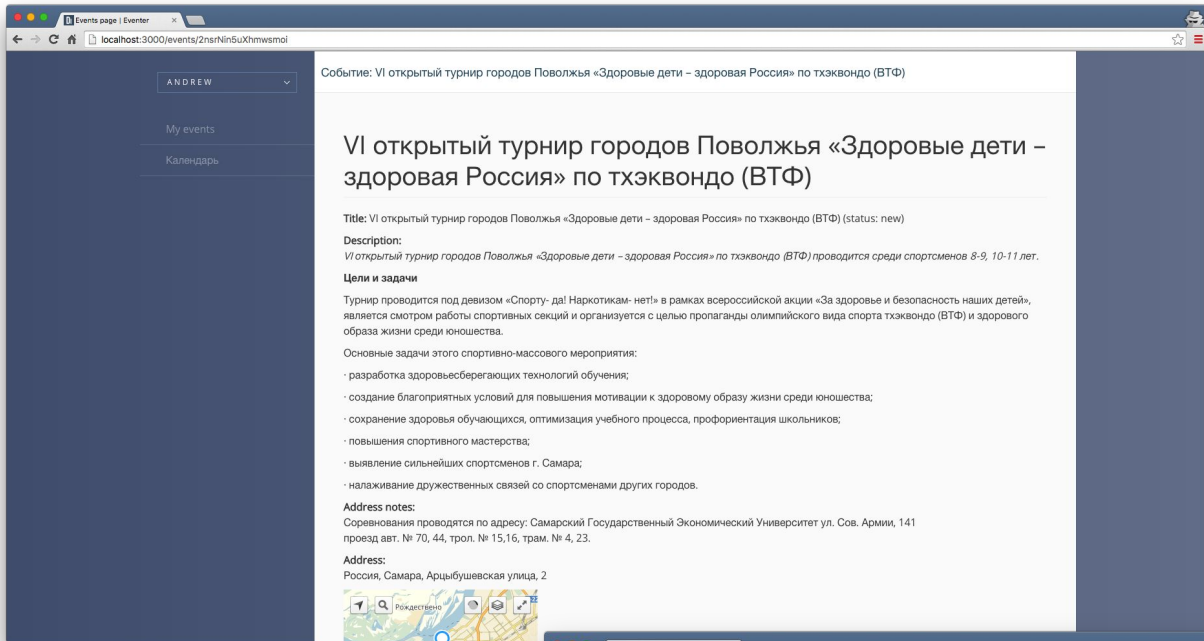 Events page | Eventer
localhost:3000/events/2nsrNin5uXhmwsmoi
ANDREW
My events
Календарь
Событие: VI открытый турнир городов Поволжья «Здоровые дети – здоровая Россия» по тхэквондо (ВТФ)
VI открытый турнир городов Поволжья «Здоровые дети –
здоровая Россия» по тхэквондо (ВТФ)
Title: VI открытый турнир городов Поволжья «Здоровые дети – здоровая Россия» по тхэквондо (ВТФ) (status: new)
Description:
VI открытый турнир городов Поволжья «Здоровые дети – здоровая Россия» по тхэквондо (ВТФ) проводится среди спортсменов 8-9, 10-11 лет.
Цели и задачи
Турнир проводится под девизом «Спорту- да! Наркотикам- нет!» в рамках всероссийской акции «За здоровье и безопасность наших детей»,
является смотром работы спортивных секций и организуется с целью пропаганды олимпийского вида спорта тхэквондо (ВТФ) и здорового
образа жизни среди юношества.
Основные задачи этого спортивно-массового мероприятия:
· разработка здоровьесберегающих технологий обучения;
· создание благоприятных условий для повышения мотивации к здоровому образу жизни среди юношества;
· сохранение здоровья обучающихся, оптимизация учебного процесса, профориентация школьников;
· повышения спортивного мастерства;
· выявление сильнейших спортсменов г. Самара;
· налаживание дружественных связей со спортсменами других городов.
Address notes:
Соревнования проводятся по адресу: Самарский Государственный Экономический Университет ул. Сов. Армии, 141
проезд авт. № 70, 44, трол. № 15,16, трам. № 4, 23.
Address:
Россия, Самара, Арцыбушевская улица, 2
Рождествено